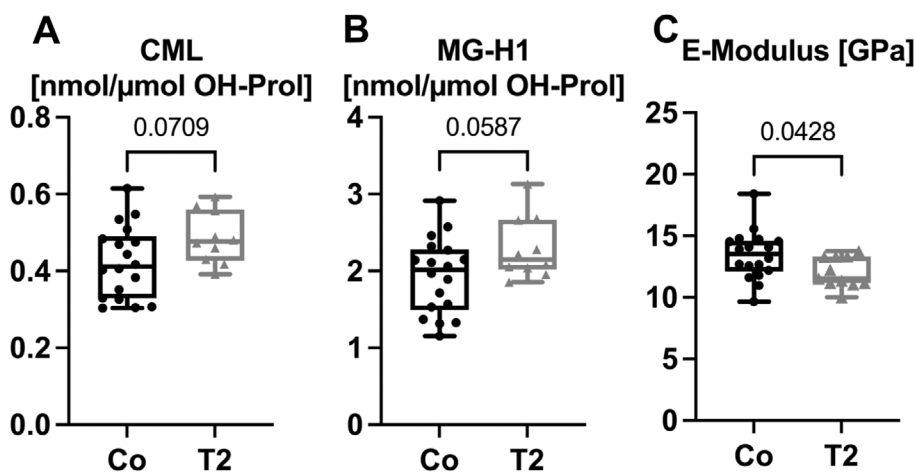 A
CML
[nmol/µmol OH-Prol]
0.0709
0.8
0.6
0.4
0.2
0.0
Co T2
B
MG-H1
[nmol/µmol OH-Prol]
0.0587
4
3
2
1
0
Co T2
C
E-Modulus [GPa]
0.0428
25
20
15
10
5
0
Co T2